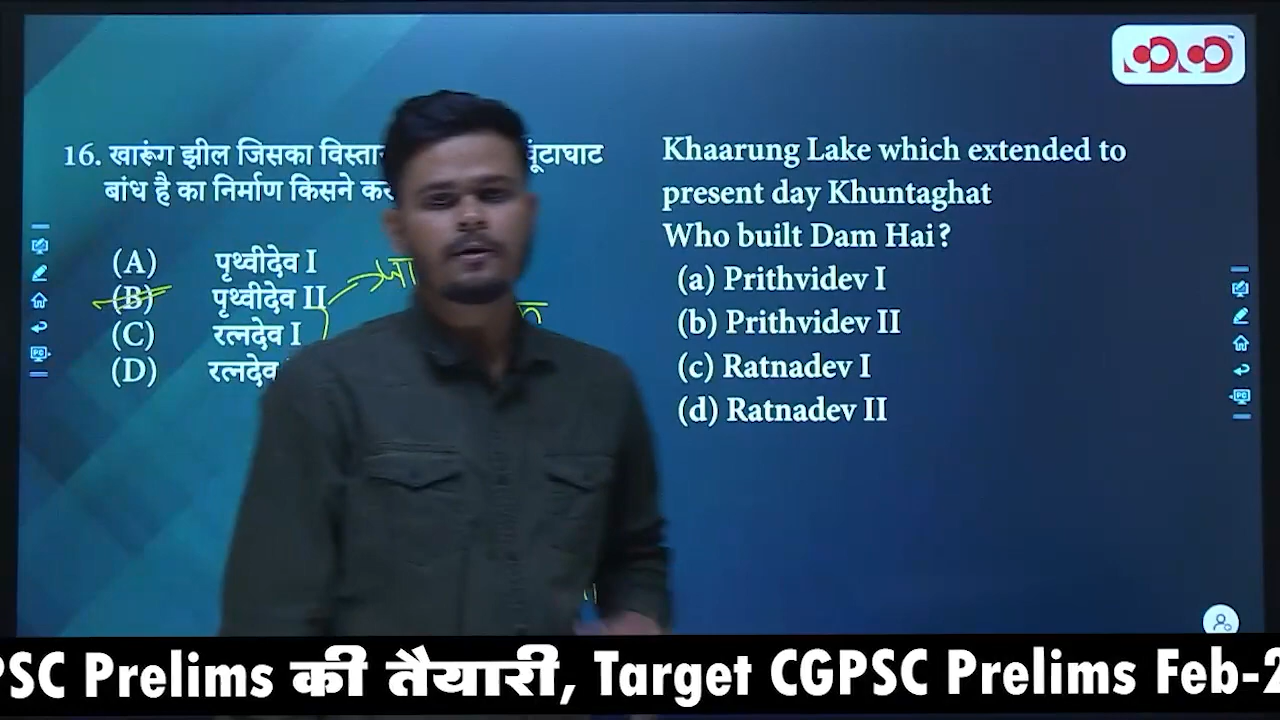 16. खारूंग झील जिसका विस्तार
बांध है का निर्माण किसने
(A) पृथ्वीदेव I
(B) पृथ्वीदेव II
(C) रत्नदेव I
(D) रत्नदेव
Khaarung Lake which extended to
present day Khuntaghat
Who built Dam Hai?
(a) Prithvidev I
(b) Prithvidev II
(c) Ratnadev I
(d) Ratnadev II
PSC Prelims की तैयारी, Target CGPSC Prelims Feb-2